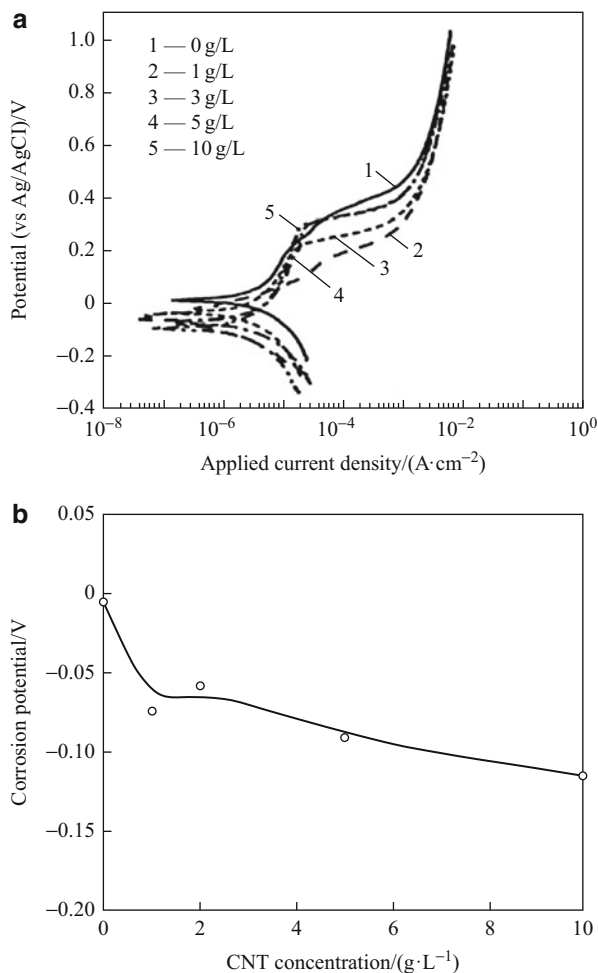 a
1.0
0.8
0.6
0.4
0.2
0
−0.2
−0.4
Potential (vs Ag/AgCl)/V
1 — 0 g/L
2 — 1 g/L
3 — 3 g/L
4 — 5 g/L
5 — 10 g/L
1
5
2
3
4
10⁻⁸ 10⁻⁶ 10⁻⁴ 10⁻² 10⁰
Applied current density/(A·cm⁻²)
b
0.05
0
−0.05
−0.10
−0.15
−0.20
Corrosion potential/V
0 2 4 6 8 10
CNT concentration/(g·L⁻¹)